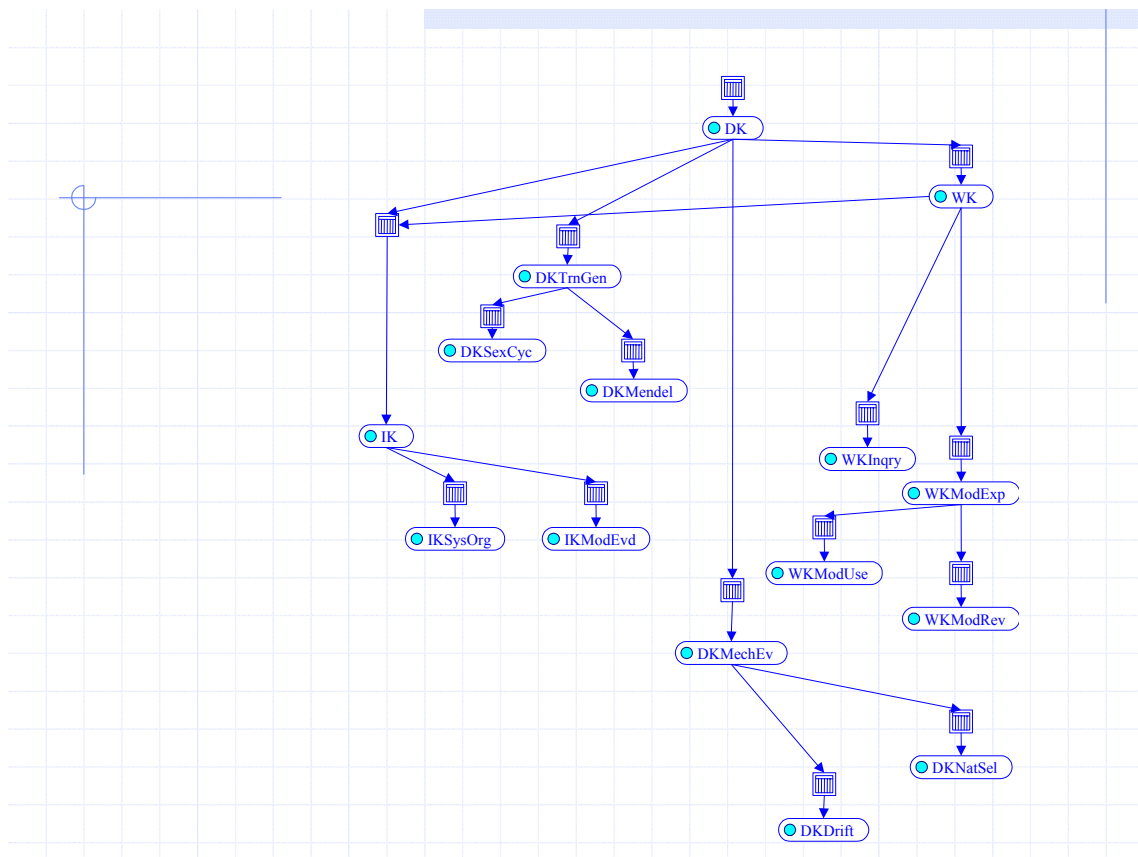 DK
WK
DKTrnGen
DKSexCyc
DKMendel
IK
WKInqry
WKModExp
IKSysOrg
IKModEvd
WKModUse
WKModRev
DKMechEv
DKNatSel
DKDrift